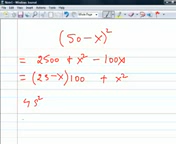 (50-x)²
= 2500 + x² - 100x
= (25-x)100 + x²
45²